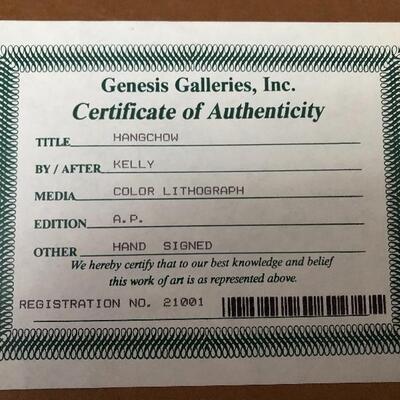 Genesis Galleries, Inc.
Certificate of Authenticity
TITLE HANGCHOW
BY / AFTER KELLY
MEDIA COLOR LITHOGRAPH
EDITION A.P.
OTHER HAND SIGNED
We hereby certify that to our best knowledge and belief
this work of art is as represented above.
REGISTRATION NO. 21001